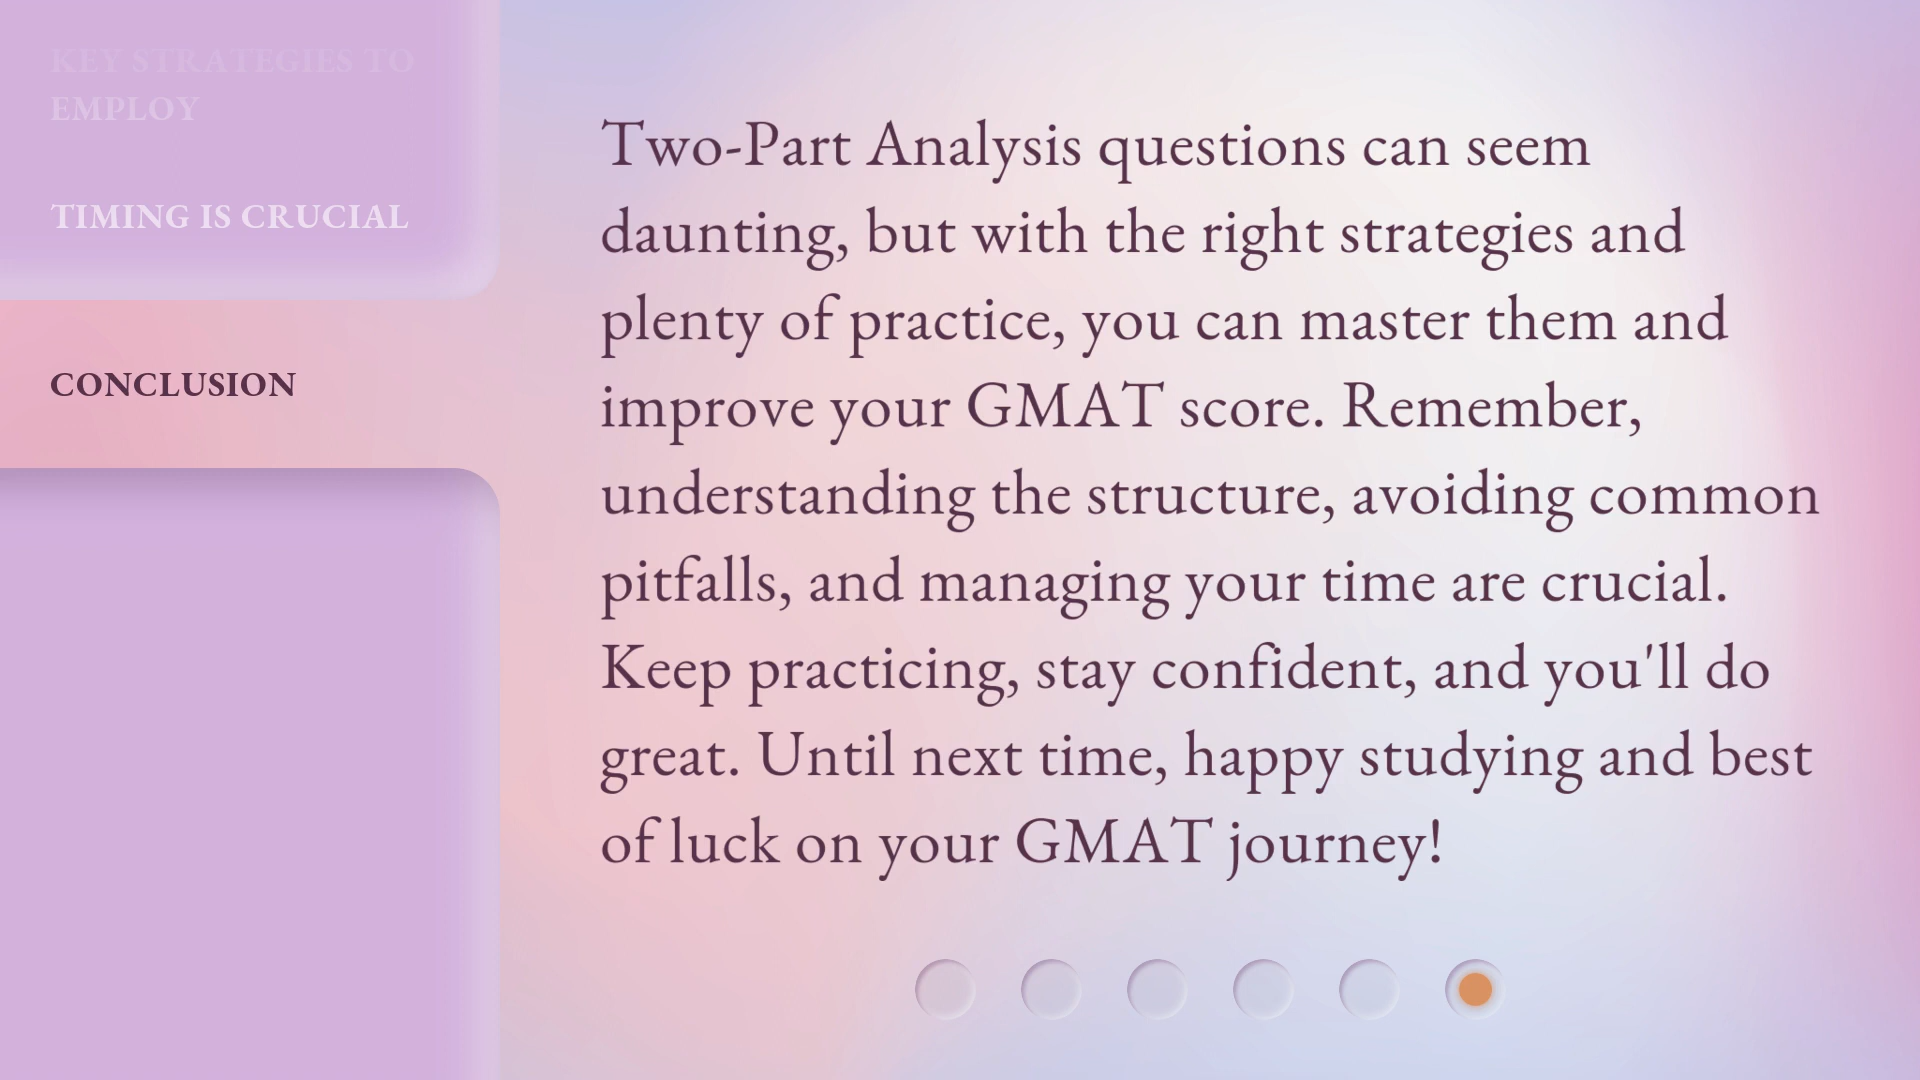 KEY STRATEGIES TO
EMPLOY
TIMING IS CRUCIAL
CONCLUSION
Two-Part Analysis questions can seem
daunting, but with the right strategies and
plenty of practice, you can master them and
improve your GMAT score. Remember,
understanding the structure, avoiding common
pitfalls, and managing your time are crucial.
Keep practicing, stay confident, and you'll do
great. Until next time, happy studying and best
of luck on your GMAT journey!